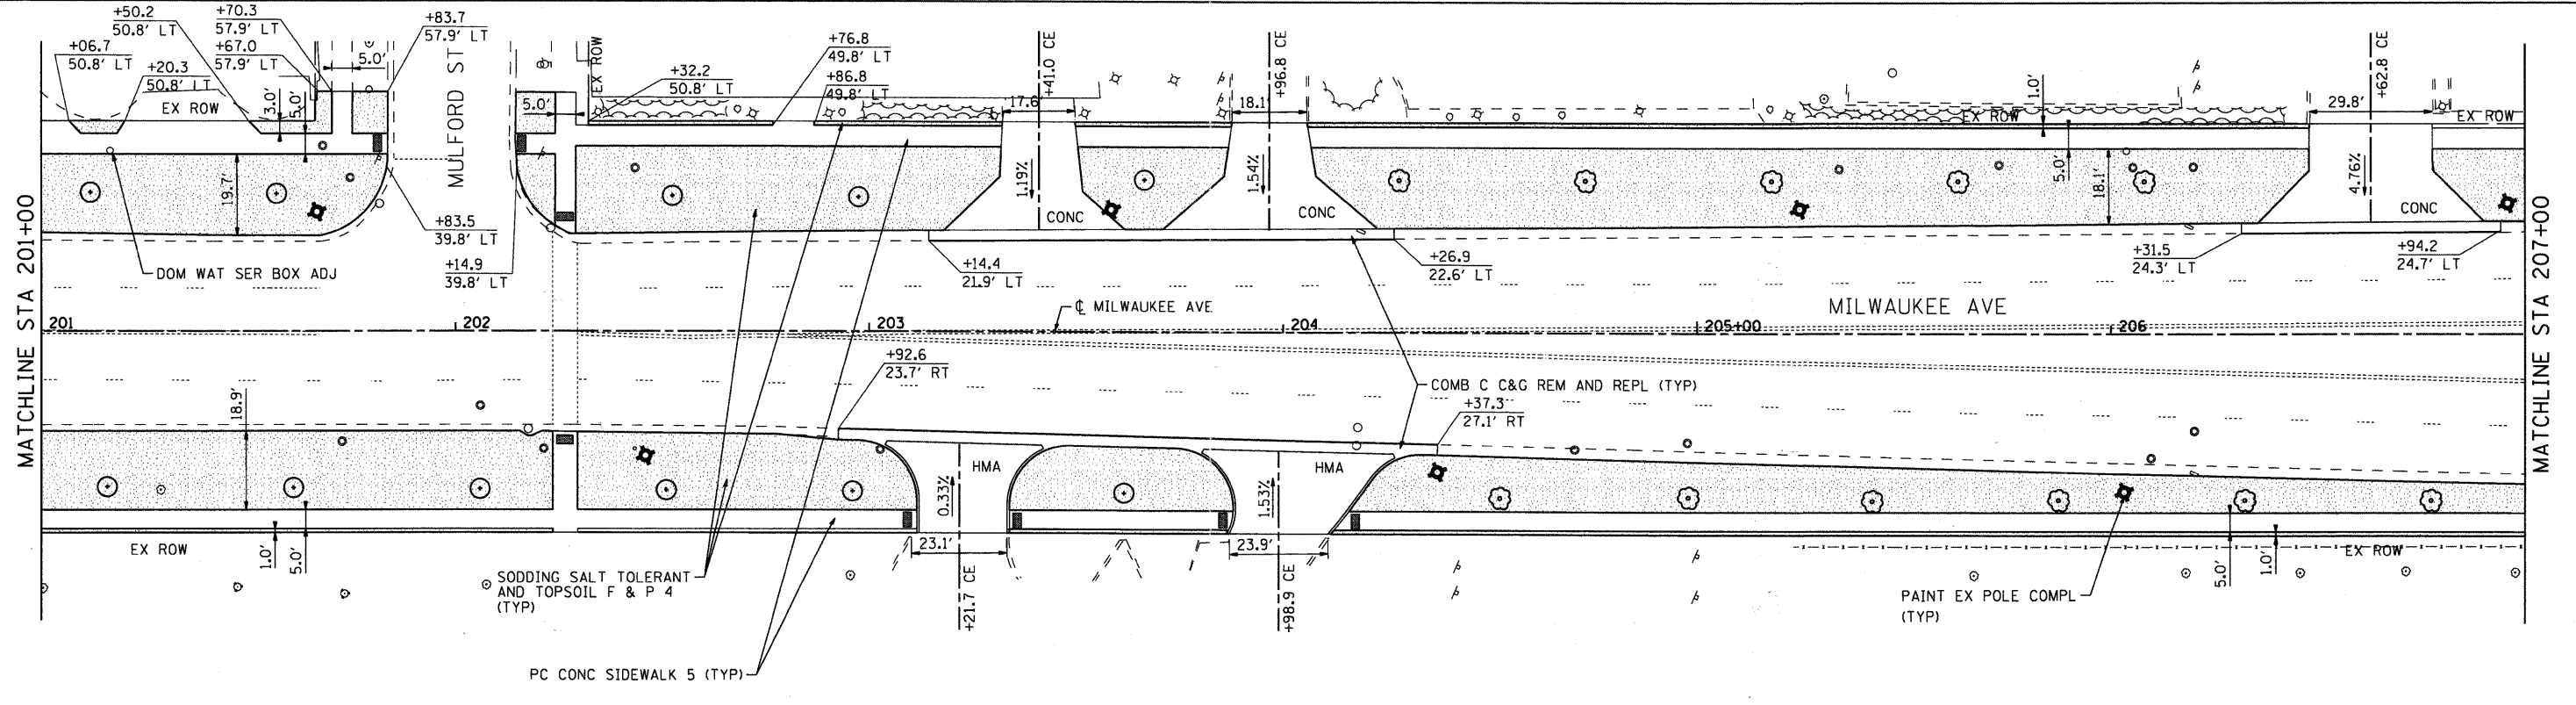 +50.2
50.8' LT
+70.3
57.9' LT
+83.7
57.9' LT
+06.7
50.8' LT
+67.0
57.9' LT
+20.3
50.8' LT
5.0'
EX ROW
3.0'
5.0'
MULFORD ST
5.0'
EX ROW
+32.2
50.8' LT
+76.8
49.8' LT
+86.8
49.8' LT
17.6'
+41.0 CE
18.1'
+96.8 CE
1.0'
EX ROW
29.8'
+62.8 CE
EX ROW
19.7'
1.19%
1.54%
5.0'
18.1'
4.76%
CONC
CONC
CONC
+83.5
39.8' LT
+14.9
39.8' LT
DOM WAT SER BOX ADJ
+14.4
21.9' LT
+26.9
22.6' LT
+31.5
24.3' LT
+94.2
24.7' LT
MATCHLINE STA 201+00
MATCHLINE STA 207+00
℄ MILWAUKEE AVE
MILWAUKEE AVE
201
202
203
204
205+00
206
+92.6
23.7' RT
COMB C C&G REM AND REPL (TYP)
+37.3
27.1' RT
18.9'
HMA
HMA
0.33%
1.53%
EX ROW
1.0'
5.0'
23.1'
23.9'
5.0'
1.0'
EX ROW
SODDING SALT TOLERANT
AND TOPSOIL F & P 4
(TYP)
+21.7 CE
+98.9 CE
PAINT EX POLE COMPL
(TYP)
PC CONC SIDEWALK 5 (TYP)